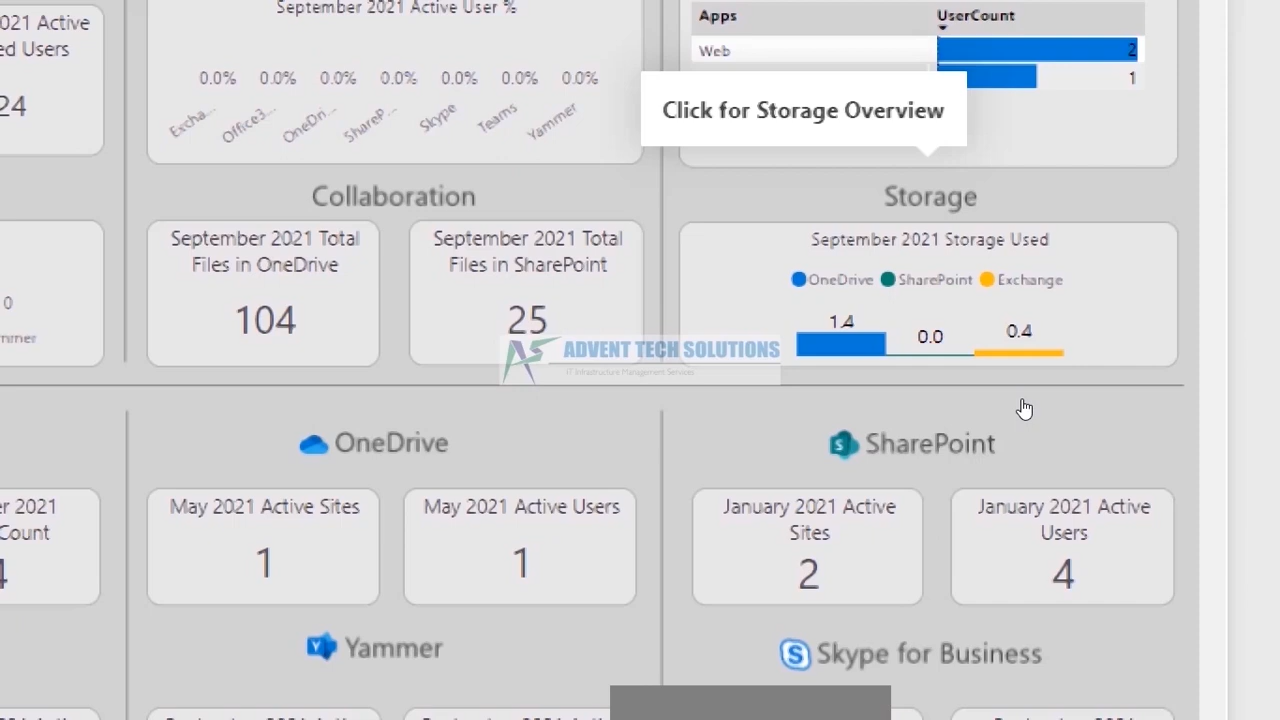 021 Active
ed Users
24
September 2021 Active User %
0.0% 0.0% 0.0% 0.0% 0.0% 0.0% 0.0%
Excha... Office3... OneDri... ShareP... Skype Teams Yammer
Apps UserCount
Web 2
1
Click for Storage Overview
Collaboration
Storage
0
mmer
September 2021 Total
Files in OneDrive
104
September 2021 Total
Files in SharePoint
25
September 2021 Storage Used
OneDrive SharePoint Exchange
1.4 0.0 0.4
ADVENT TECH SOLUTIONS
IT Infrastructure Management Services
OneDrive
SharePoint
r 2021
Count
4
May 2021 Active Sites
1
May 2021 Active Users
1
January 2021 Active
Sites
2
January 2021 Active
Users
4
Yammer
Skype for Business